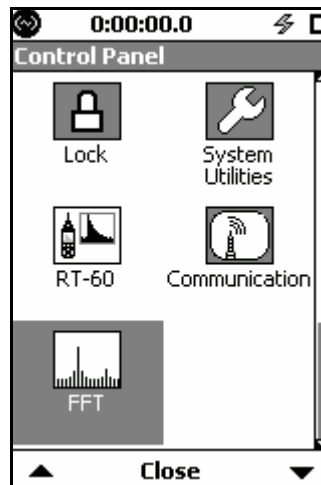 0:00:00.0
Control Panel
Lock
System
Utilities
RT-60
Communication
FFT
Close